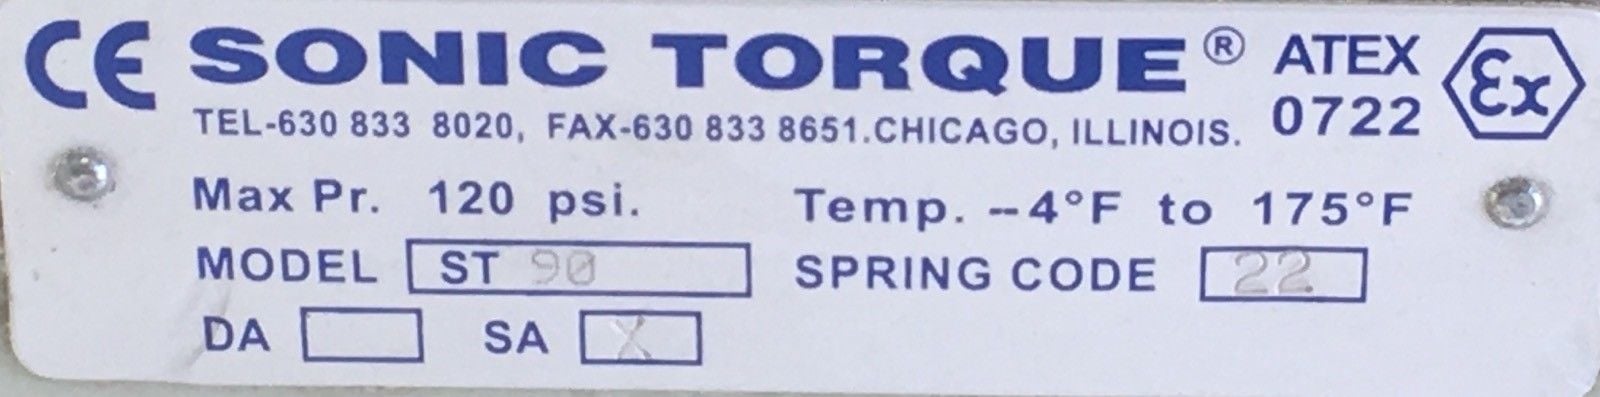 CE SONIC TORQUE® ATEX 0722 Ex
TEL-630 833 8020, FAX-630 833 8651.CHICAGO, ILLINOIS.
Max Pr. 120 psi. Temp. --4°F to 175°F
MODEL ST 90 SPRING CODE 22
DA SA X